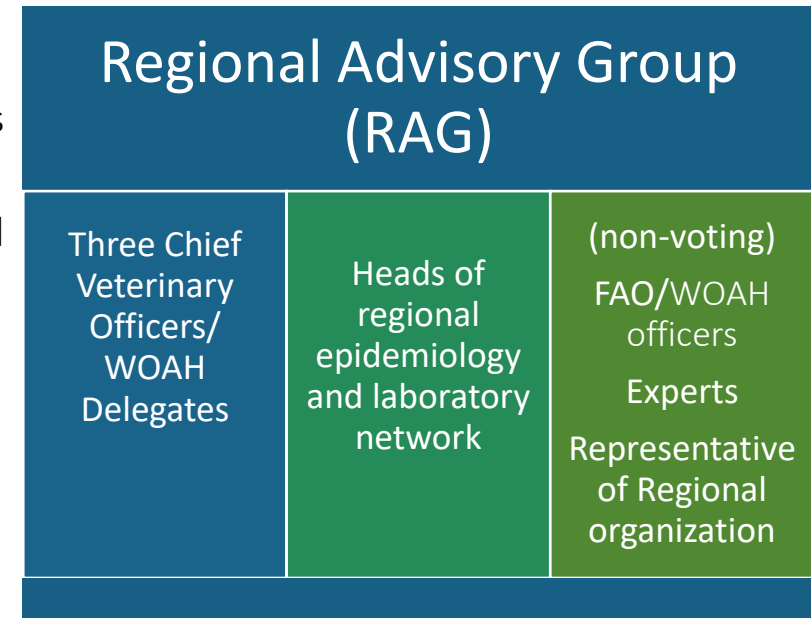 Regional Advisory Group
(RAG)
Three Chief
Veterinary
Officers/
WOAH
Delegates
Heads of
regional
epidemiology
and laboratory
network
(non-voting)
FAO/WOAH
officers
Experts
Representative
of Regional
organization